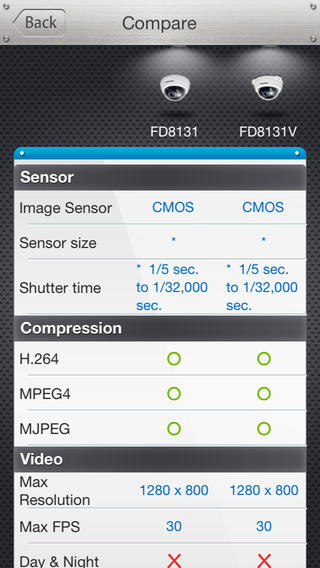 Back
Compare
FD8131 FD8131V
Sensor
Image Sensor CMOS CMOS
Sensor size * *
Shutter time * 1/5 sec. to 1/32,000 sec. * 1/5 sec. to 1/32,000 sec.
Compression
H.264
MPEG4
MJPEG
Video
Max Resolution 1280 x 800 1280 x 800
Max FPS 30 30
Day & Night